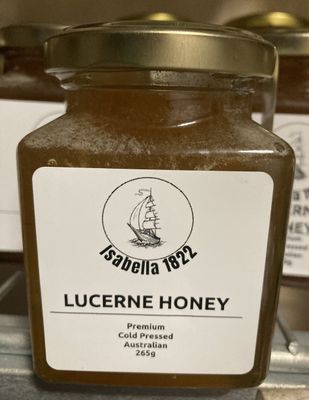 Isabella 1822
LUCERNE HONEY
Premium
Cold Pressed
Australian
265g